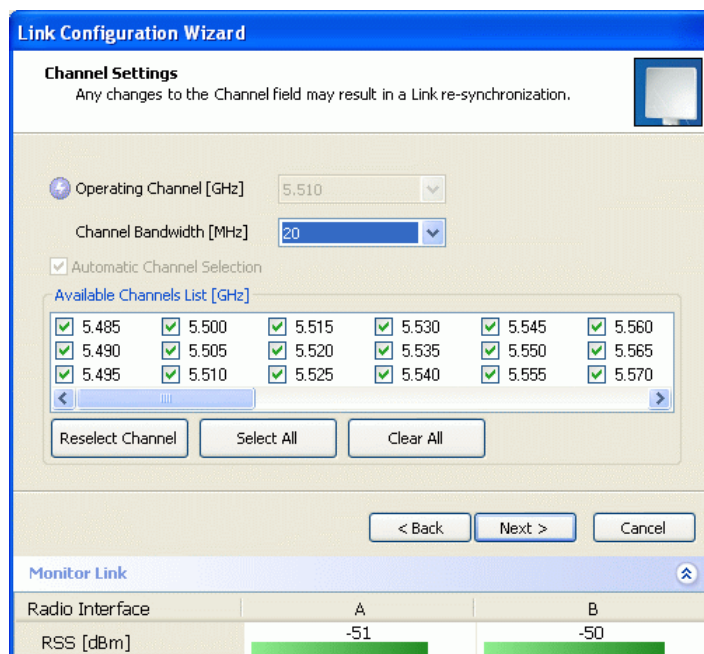 Link Configuration Wizard
Channel Settings
Any changes to the Channel field may result in a Link re-synchronization.
Operating Channel [GHz] 5.510
Channel Bandwidth [MHz] 20
Automatic Channel Selection
Available Channels List [GHz]
5.485 5.500 5.515 5.530 5.545 5.560
5.490 5.505 5.520 5.535 5.550 5.565
5.495 5.510 5.525 5.540 5.555 5.570
Reselect Channel Select All Clear All
< Back Next > Cancel
Monitor Link
Radio Interface A B
RSS [dBm] -51 -50